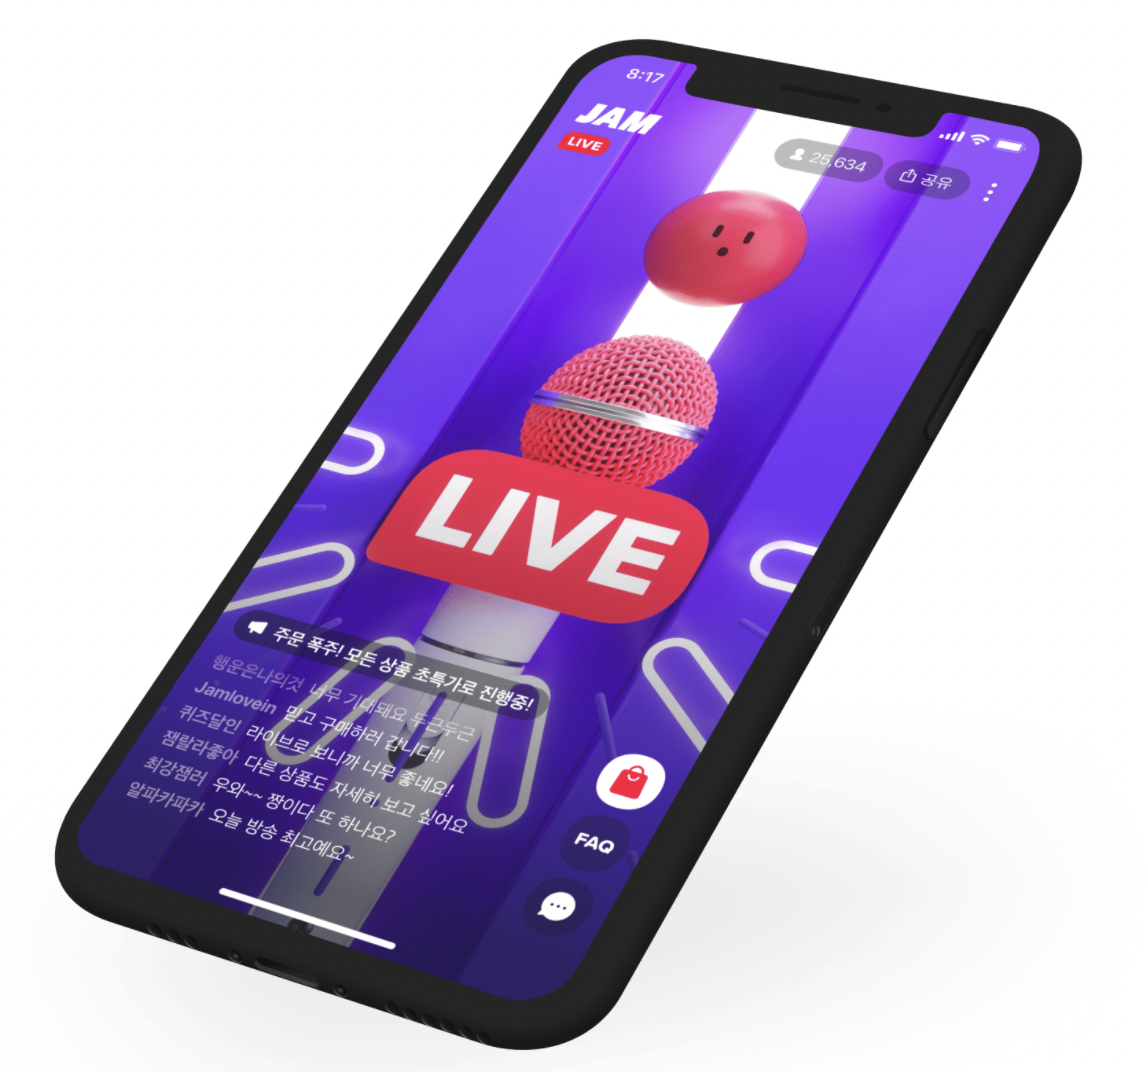 8:17
JAM
LIVE
25,634
공유
LIVE
주문 폭주! 모든 상품 초특가로 진행중!
행운은나의것 너무 기대돼요 두근두근
Jamlovein 믿고 구매하러 갑니다!!
퀴즈달인 라이브로 보니까 너무 좋네요!
잼랄라좋아 다른 상품도 자세히 보고 싶어요
최강잼러 우와~~ 짱이다 또 하나요?
알파카파카 오늘 방송 최고예요~
FAQ